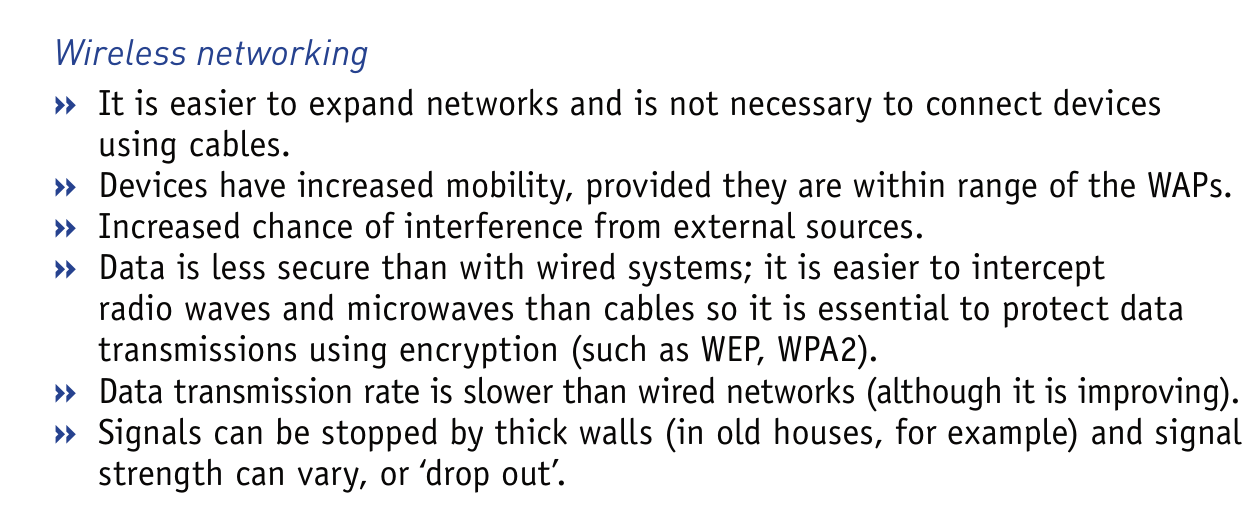 Wireless networking
» It is easier to expand networks and is not necessary to connect devices
using cables.
» Devices have increased mobility, provided they are within range of the WAPs.
» Increased chance of interference from external sources.
» Data is less secure than with wired systems; it is easier to intercept
radio waves and microwaves than cables so it is essential to protect data
transmissions using encryption (such as WEP, WPA2).
» Data transmission rate is slower than wired networks (although it is improving).
» Signals can be stopped by thick walls (in old houses, for example) and signal
strength can vary, or ‘drop out’.